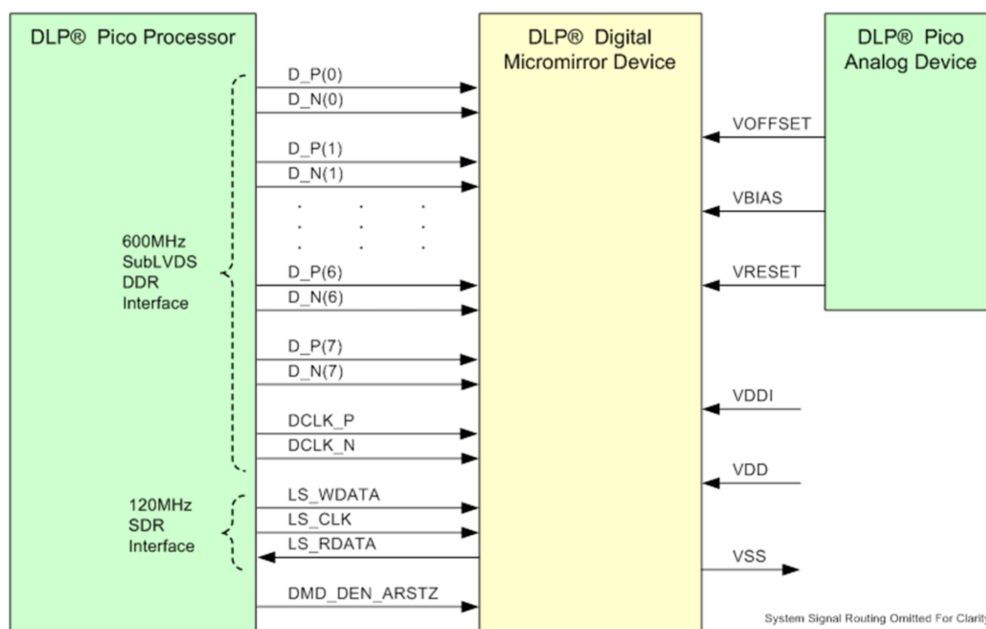 DLP® Pico Processor
DLP® Digital
Micromirror Device
DLP® Pico
Analog Device
D_P(0)
D_N(0)
D_P(1)
D_N(1)
600MHz
SubLVDS
DDR
Interface
D_P(6)
D_N(6)
D_P(7)
D_N(7)
DCLK_P
DCLK_N
120MHz
SDR
Interface
LS_WDATA
LS_CLK
LS_RDATA
DMD_DEN_ARSTZ
VOFFSET
VBIAS
VRESET
VDDI
VDD
VSS
System Signal Routing Omitted For Clarity